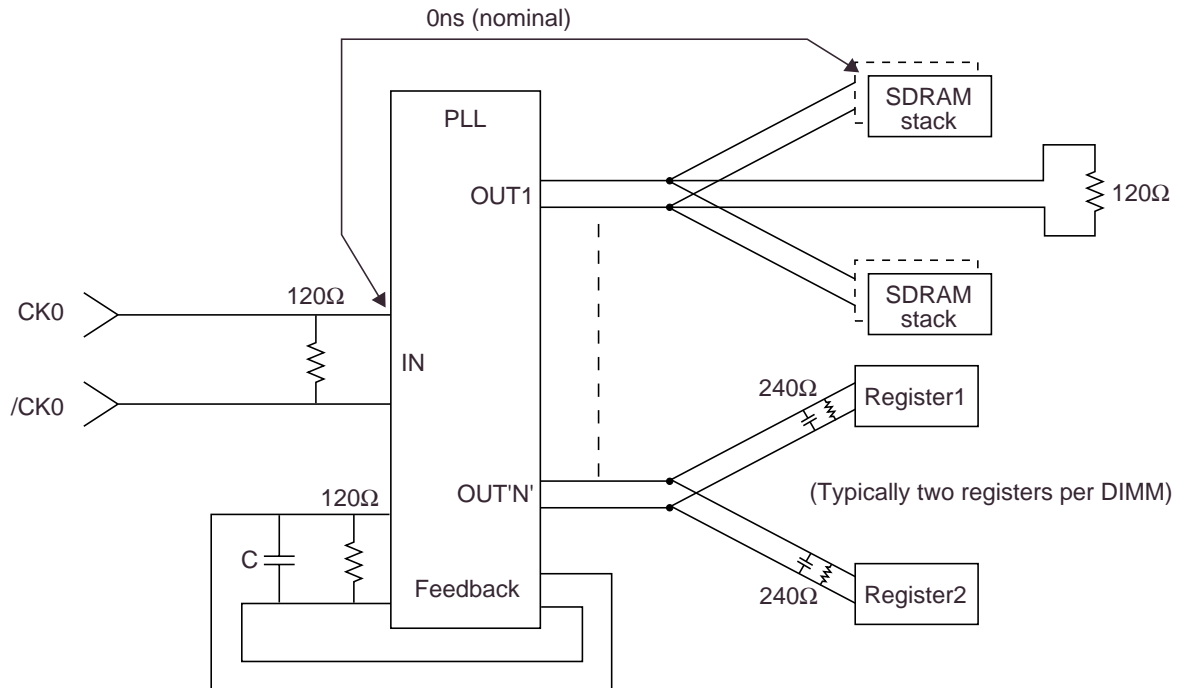 0ns (nominal)
PLL
SDRAM
stack
OUT1
120Ω
SDRAM
stack
120Ω
CK0
IN
/CK0
240Ω
Register1
120Ω
OUT'N'
(Typically two registers per DIMM)
C
Feedback
240Ω
Register2